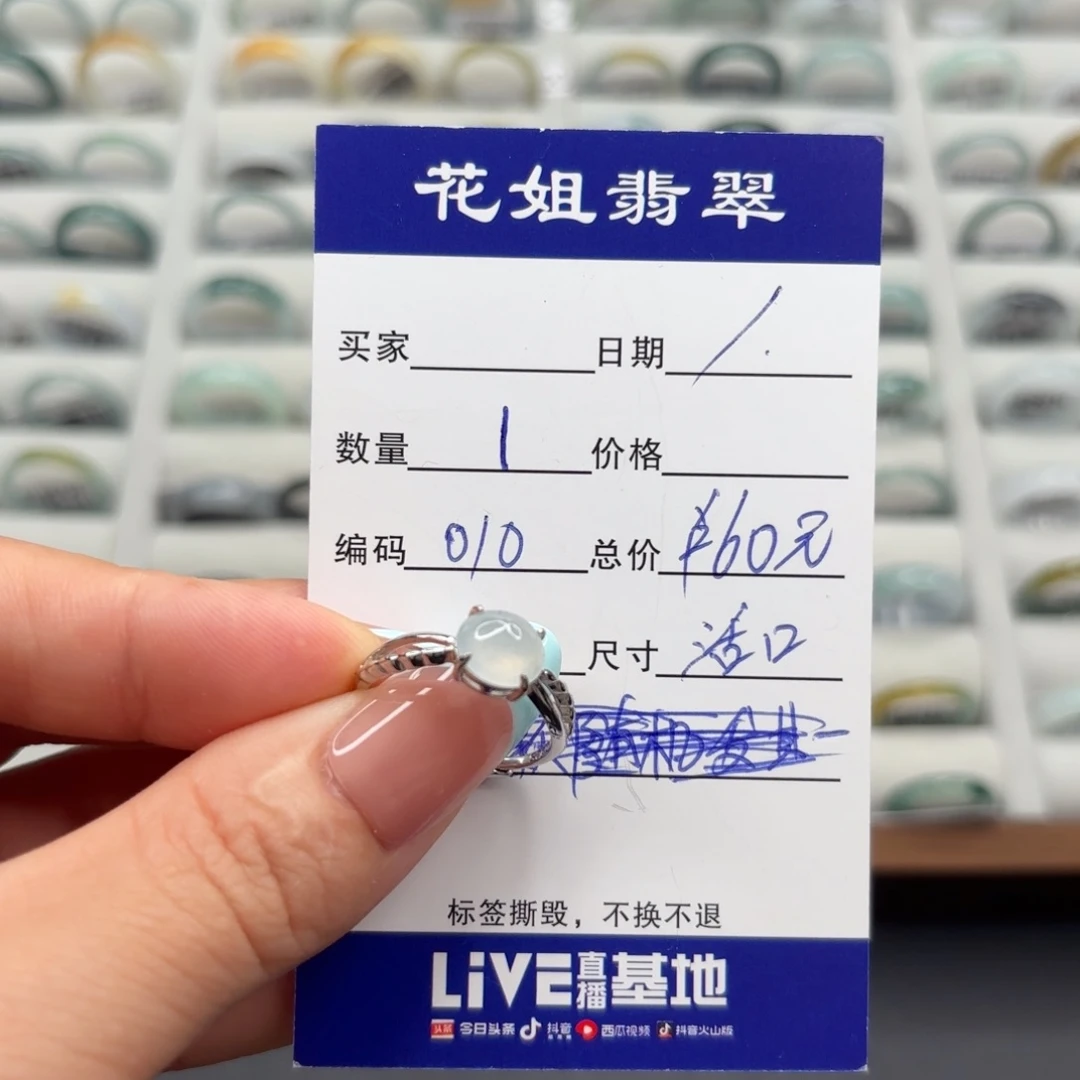 花姐翡翠
买家 日期 /
数量 1 价格
编码 010 总价 ¥60元
尺寸 活口
标签撕毁，不换不退
LiVE直播基地
头条 今日头条 抖音 西瓜视频 抖音火山版